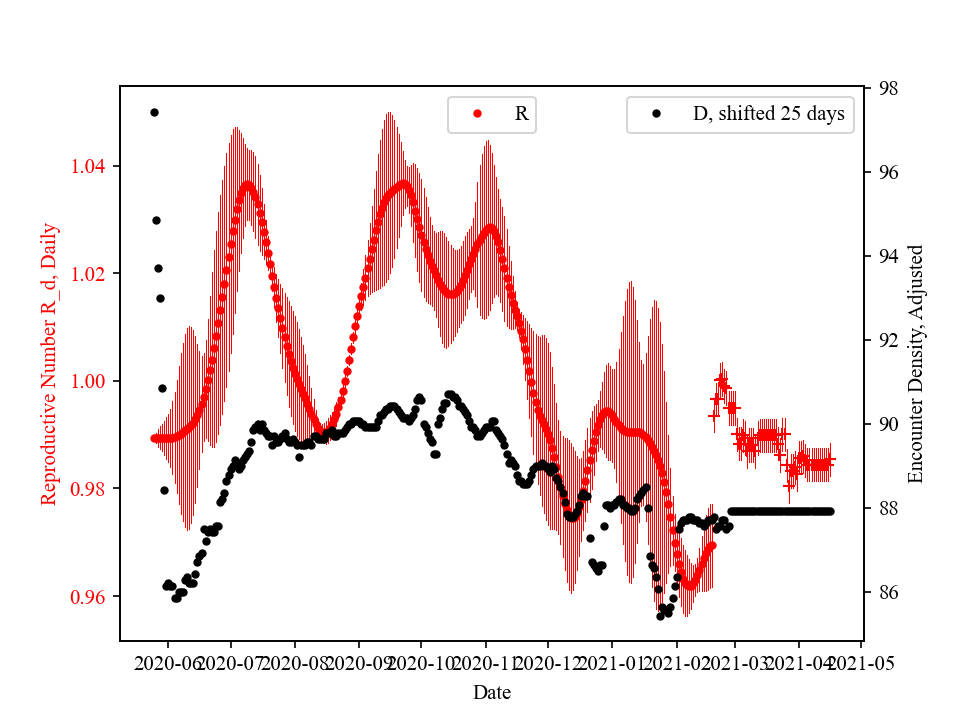 R
D, shifted 25 days
98
96
94
92
90
88
86
1.04
1.02
1.00
0.98
0.96
Reproductive Number R_d, Daily
Encounter Density, Adjusted
2020-06 2020-07 2020-08 2020-09 2020-10 2020-11 2020-12 2021-01 2021-02 2021-03 2021-04 2021-05
Date